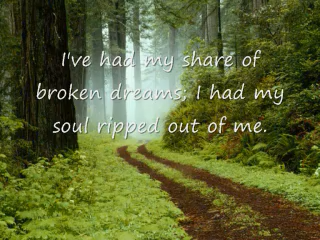 I've had my share of
broken dreams; I had my
soul ripped out of me.